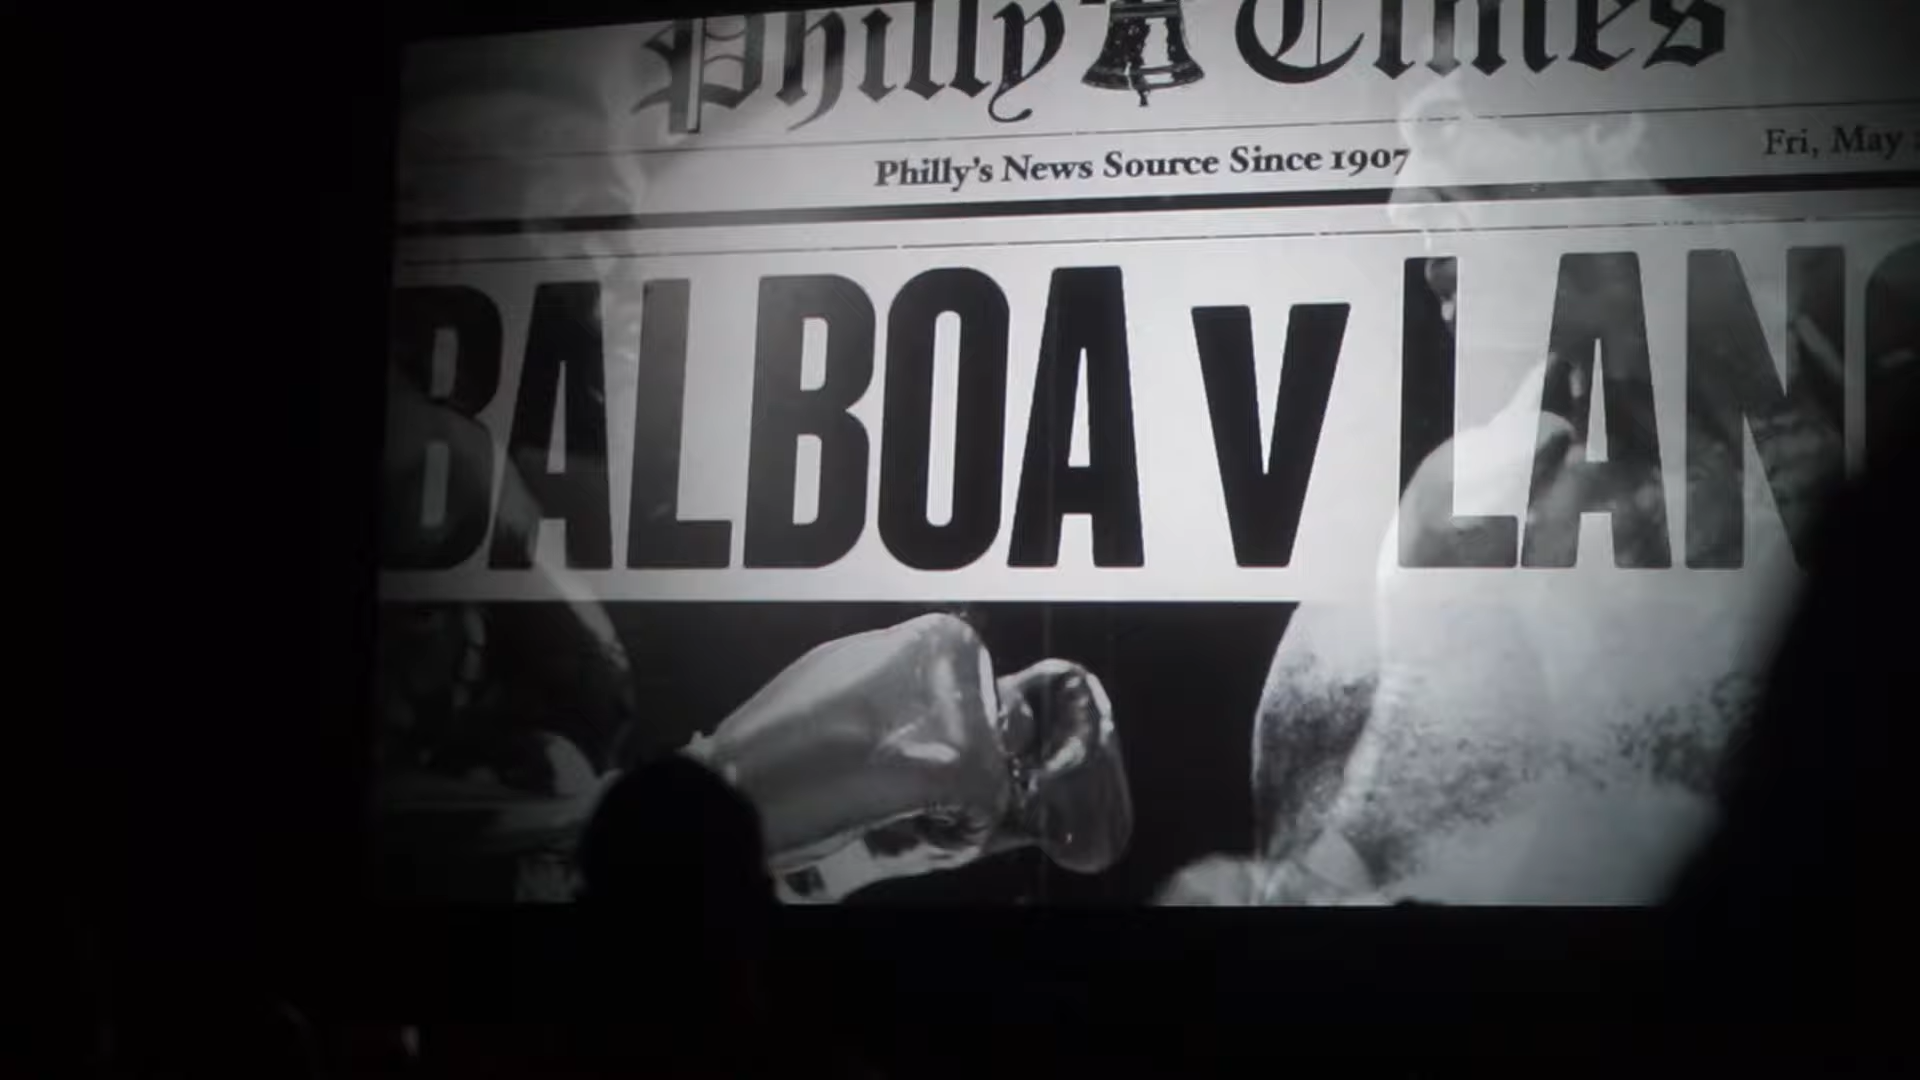 Philly Times
Philly's News Source Since 1907
Fri, May
BALBOA V LAN